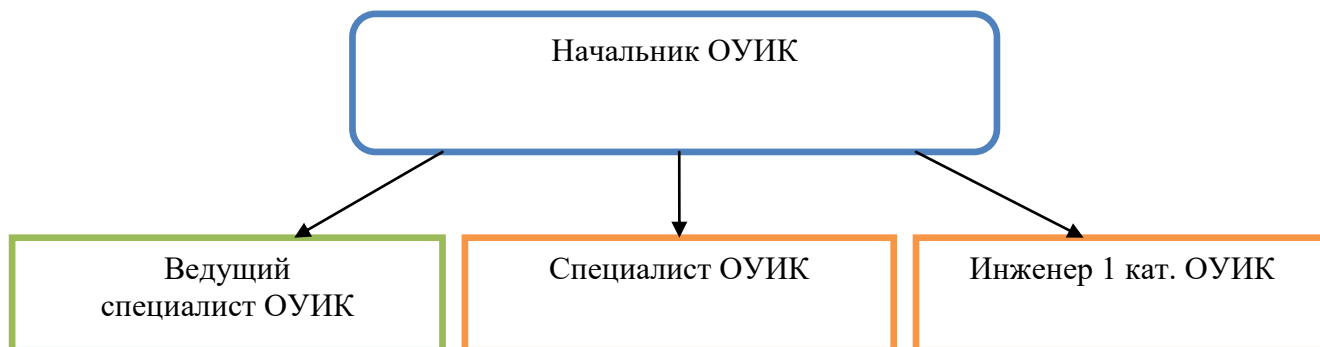 Начальник ОУИК
Ведущий
специалист ОУИК
Специалист ОУИК
Инженер 1 кат. ОУИК